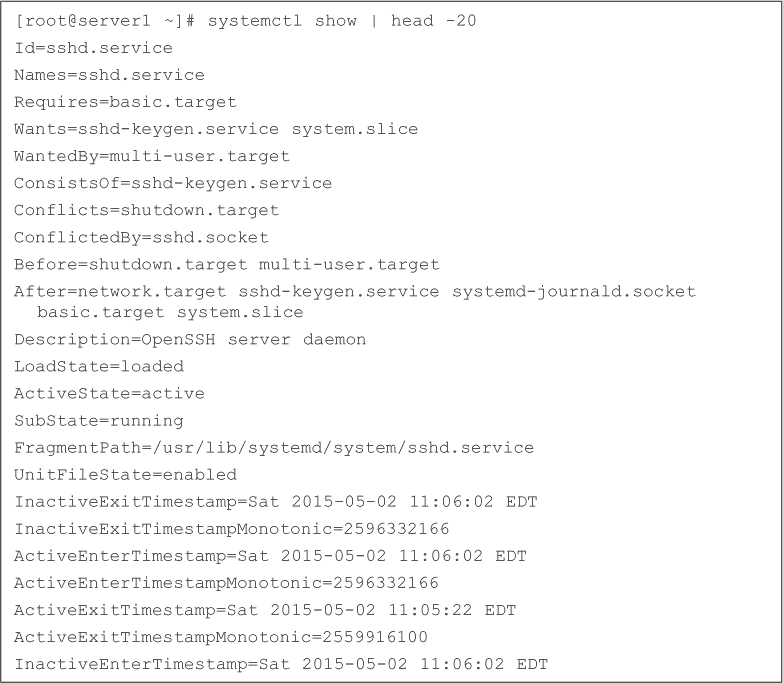 [root@server1 ~]# systemctl show | head -20
Id=sshd.service
Names=sshd.service
Requires=basic.target
Wants=sshd-keygen.service system.slice
WantedBy=multi-user.target
ConsistsOf=sshd-keygen.service
Conflicts=shutdown.target
ConflictedBy=sshd.socket
Before=shutdown.target multi-user.target
After=network.target sshd-keygen.service systemd-journald.socket
basic.target system.slice
Description=OpenSSH server daemon
LoadState=loaded
ActiveState=active
SubState=running
FragmentPath=/usr/lib/systemd/system/sshd.service
UnitFileState=enabled
InactiveExitTimestamp=Sat 2015-05-02 11:06:02 EDT
InactiveExitTimestampMonotonic=2596332166
ActiveEnterTimestamp=Sat 2015-05-02 11:06:02 EDT
ActiveEnterTimestampMonotonic=2596332166
ActiveExitTimestamp=Sat 2015-05-02 11:05:22 EDT
ActiveExitTimestampMonotonic=2559916100
InactiveEnterTimestamp=Sat 2015-05-02 11:06:02 EDT